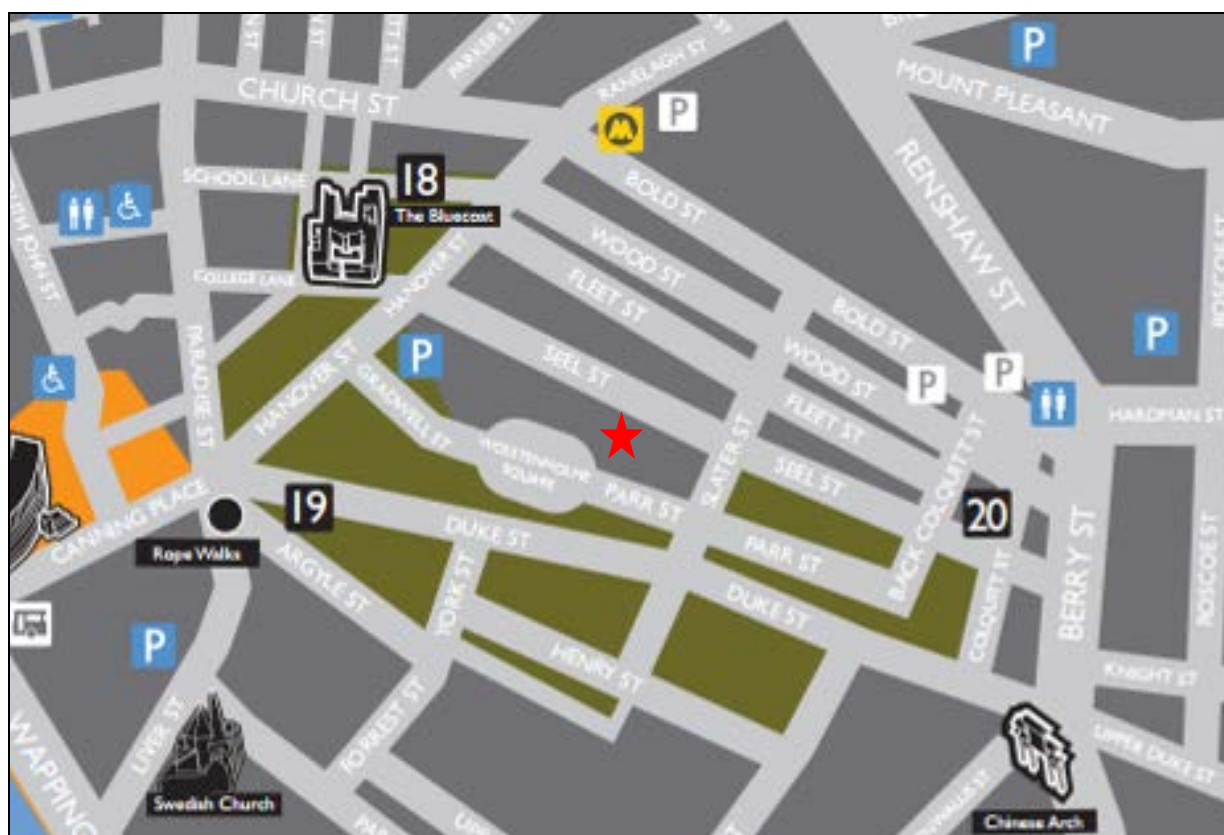 PARKER ST
RANELAGH ST
P
MOUNT PLEASANT
CHURCH ST
P
M
RENSHAW ST
SCHOOL LANE
18
The Bluecoat
BOLD ST
WOOD ST
FLEET ST
HANOVER ST
COLLEGE LANE
PARADISE ST
P
SEEL ST
BOLD ST
WOOD ST
FLEET ST
P
P
P
HARDMAN ST
ROSCOE ST
HANOVER ST
GRADWELL ST
WOLSTENHOLME
SQUARE
PARR ST
SLATER ST
SEEL ST
BACK COLQUITT ST
20
COLQUITT ST
BERRY ST
ROSCOE ST
CANNING PLACE
19
Rope Walks
DUKE ST
ARGYLE ST
YORK ST
PARR ST
DUKE ST
HENRY ST
KNIGHT ST
UPPER DUKE ST
P
LIVER ST
FORREST ST
WAPPING
Swedish Church
Chinese Arch